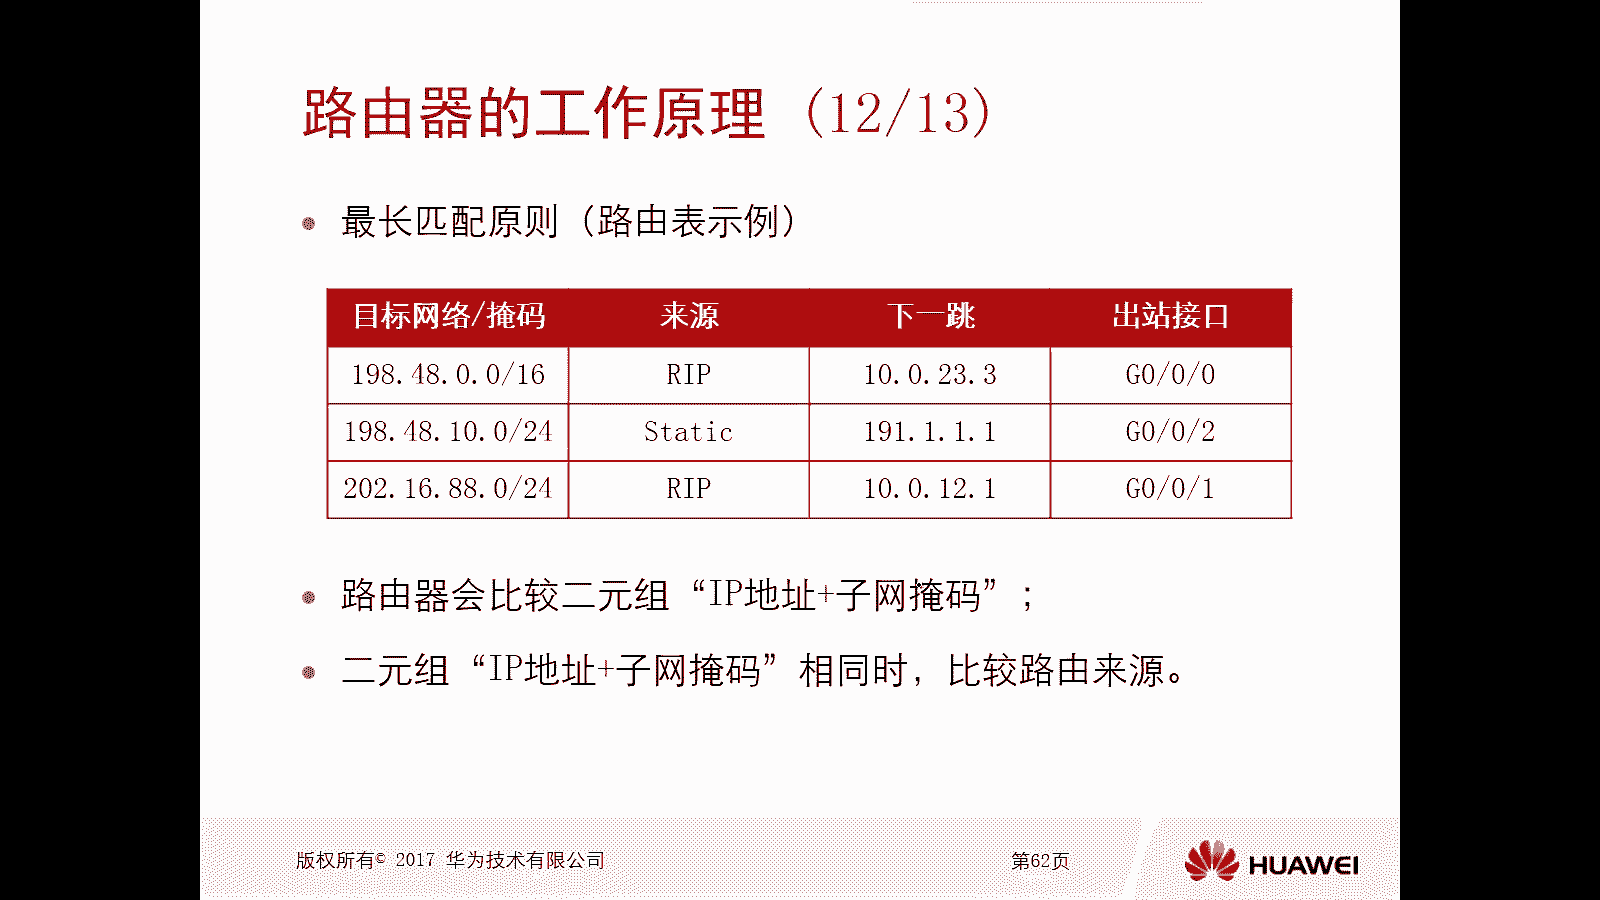 路由器的工作原理 (12/13)
最长匹配原则（路由表示例）
目标网络/掩码 来源 下一跳 出站接口
198.48.0.0/16 RIP 10.0.23.3 G0/0/0
198.48.10.0/24 Static 191.1.1.1 G0/0/2
202.16.88.0/24 RIP 10.0.12.1 G0/0/1
路由器会比较二元组“IP地址+子网掩码”；
二元组“IP地址+子网掩码”相同时，比较路由来源。
版权所有© 2017 华为技术有限公司 第62页 HUAWEI